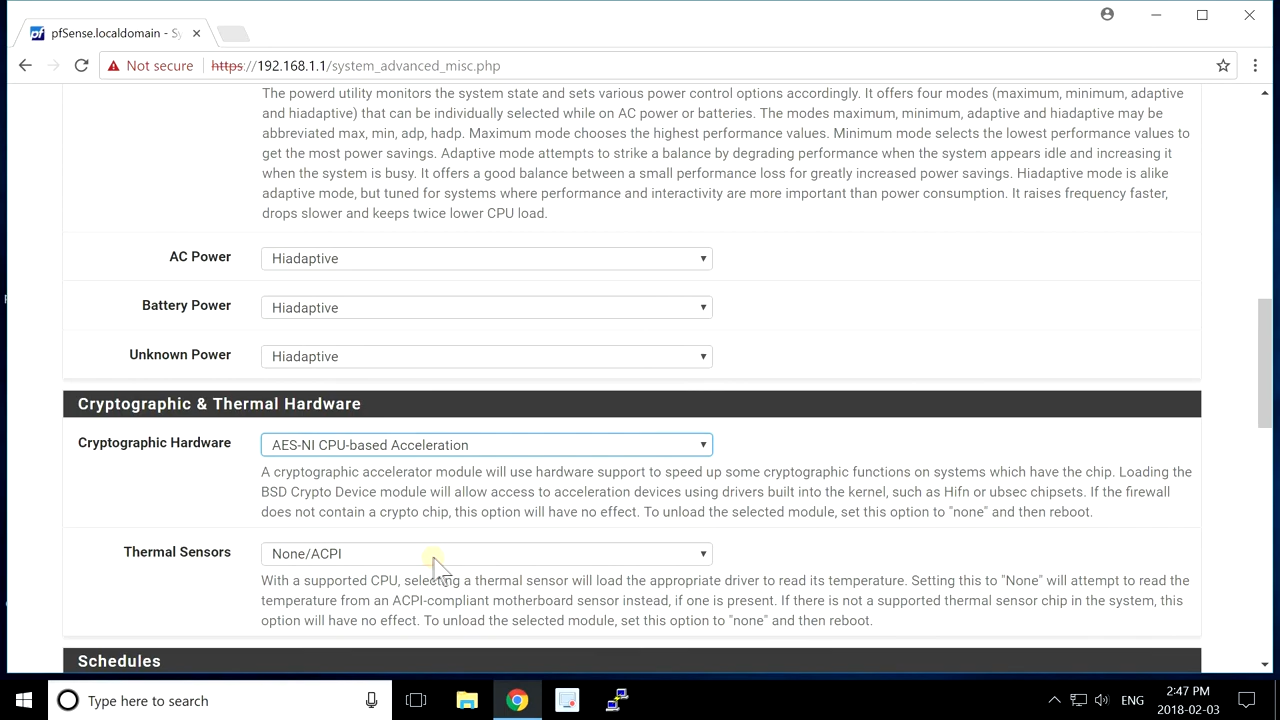 pfSense.localdomain - Sy
Not secure
https://192.168.1.1/system_advanced_misc.php
The powerd utility monitors the system state and sets various power control options accordingly. It offers four modes (maximum, minimum, adaptive
and hiadaptive) that can be individually selected while on AC power or batteries. The modes maximum, minimum, adaptive and hiadaptive may be
abbreviated max, min, adp, hadp. Maximum mode chooses the highest performance values. Minimum mode selects the lowest performance values to
get the most power savings. Adaptive mode attempts to strike a balance by degrading performance when the system appears idle and increasing it
when the system is busy. It offers a good balance between a small performance loss for greatly increased power savings. Hiadaptive mode is alike
adaptive mode, but tuned for systems where performance and interactivity are more important than power consumption. It raises frequency faster,
drops slower and keeps twice lower CPU load.
AC Power
Hiadaptive
Battery Power
Hiadaptive
Unknown Power
Hiadaptive
Cryptographic & Thermal Hardware
Cryptographic Hardware
AES-NI CPU-based Acceleration
A cryptographic accelerator module will use hardware support to speed up some cryptographic functions on systems which have the chip. Loading the
BSD Crypto Device module will allow access to acceleration devices using drivers built into the kernel, such as Hifn or ubsec chipsets. If the firewall
does not contain a crypto chip, this option will have no effect. To unload the selected module, set this option to "none" and then reboot.
Thermal Sensors
None/ACPI
With a supported CPU, selecting a thermal sensor will load the appropriate driver to read its temperature. Setting this to "None" will attempt to read the
temperature from an ACPI-compliant motherboard sensor instead, if one is present. If there is not a supported thermal sensor chip in the system, this
option will have no effect. To unload the selected module, set this option to "none" and then reboot.
Schedules
Type here to search
ENG
2:47 PM
2018-02-03